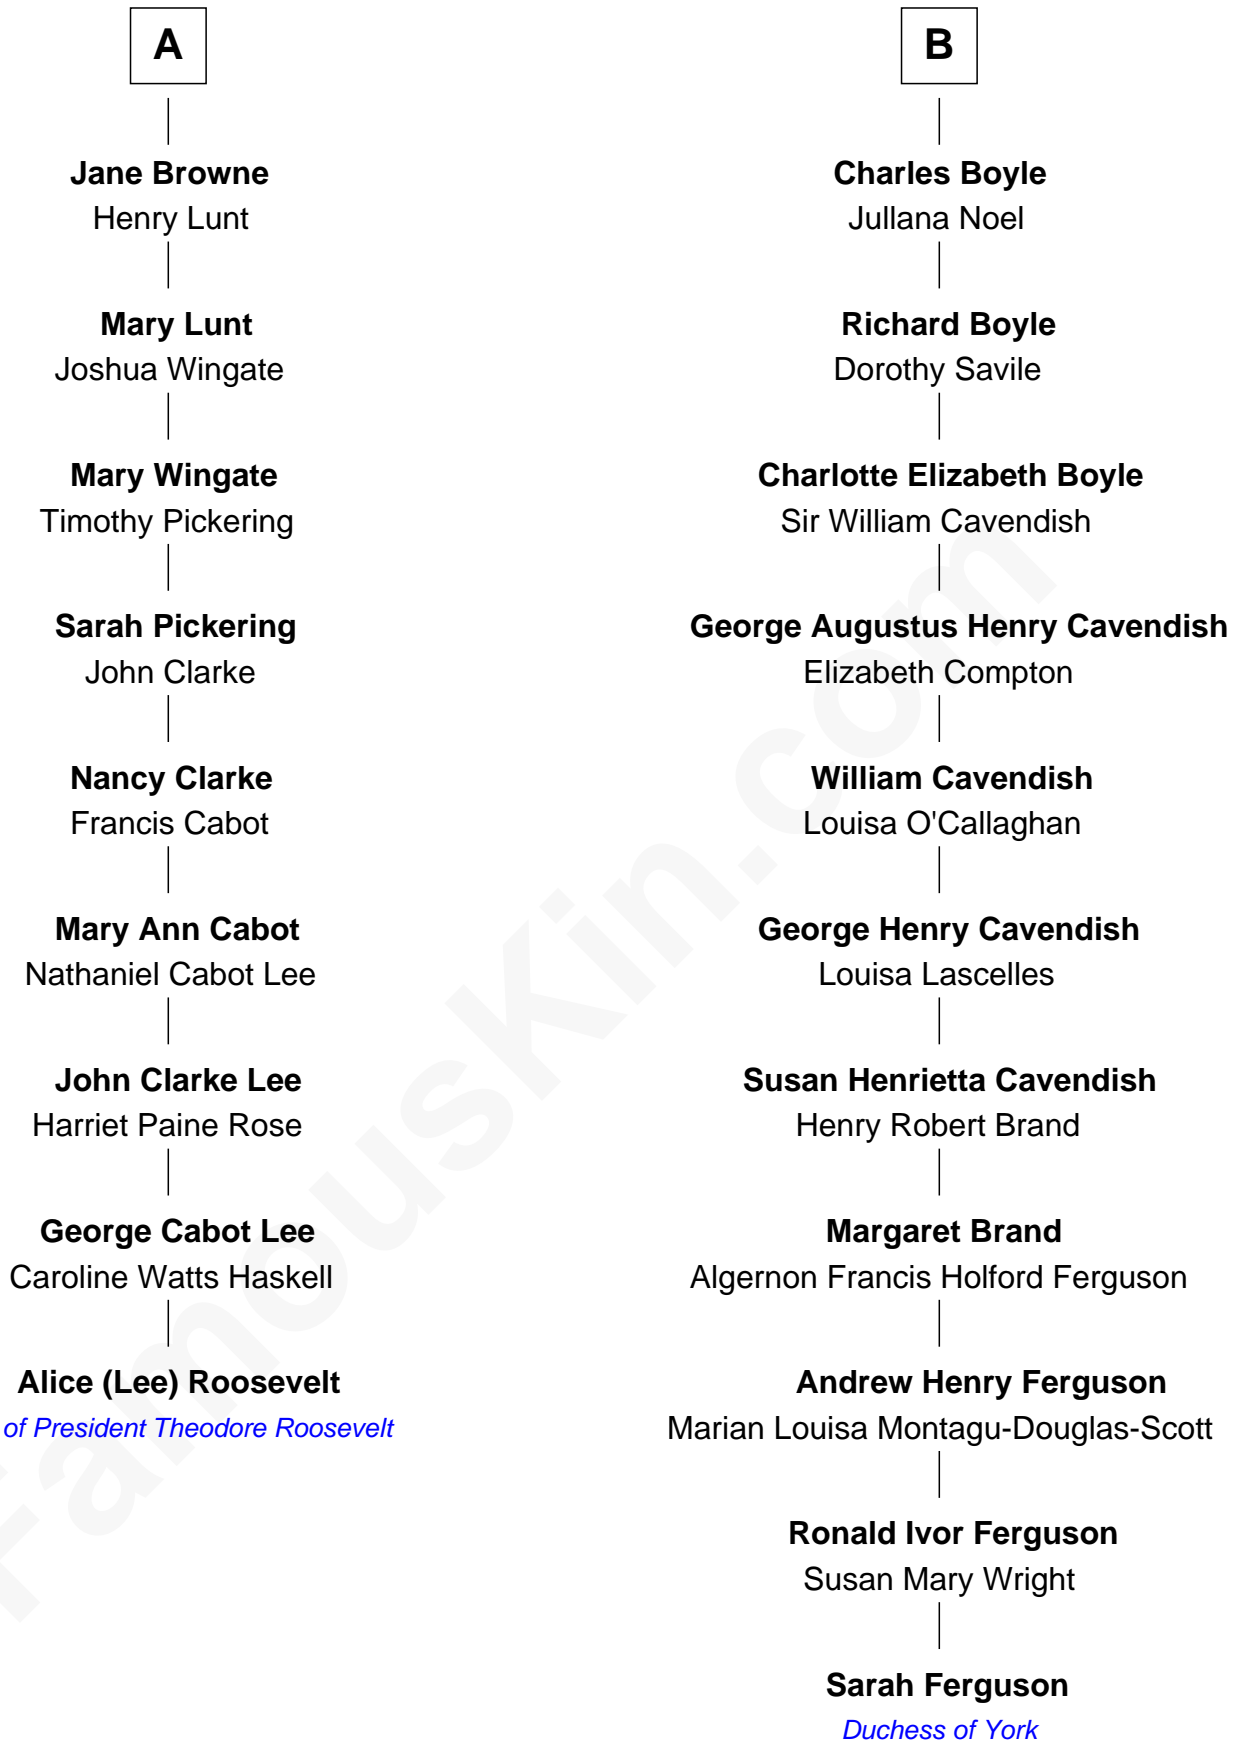 A
Jane Browne
Henry Lunt
Mary Lunt
Joshua Wingate
Mary Wingate
Timothy Pickering
Sarah Pickering
John Clarke
Nancy Clarke
Francis Cabot
Mary Ann Cabot
Nathaniel Cabot Lee
John Clarke Lee
Harriet Paine Rose
George Cabot Lee
Caroline Watts Haskell
Alice (Lee) Roosevelt
of President Theodore Roosevelt
B
Charles Boyle
Jullana Noel
Richard Boyle
Dorothy Savile
Charlotte Elizabeth Boyle
Sir William Cavendish
George Augustus Henry Cavendish
Elizabeth Compton
William Cavendish
Louisa O'Callaghan
George Henry Cavendish
Louisa Lascelles
Susan Henrietta Cavendish
Henry Robert Brand
Margaret Brand
Algernon Francis Holford Ferguson
Andrew Henry Ferguson
Marian Louisa Montagu-Douglas-Scott
Ronald Ivor Ferguson
Susan Mary Wright
Sarah Ferguson
Duchess of York
FamousKin.com